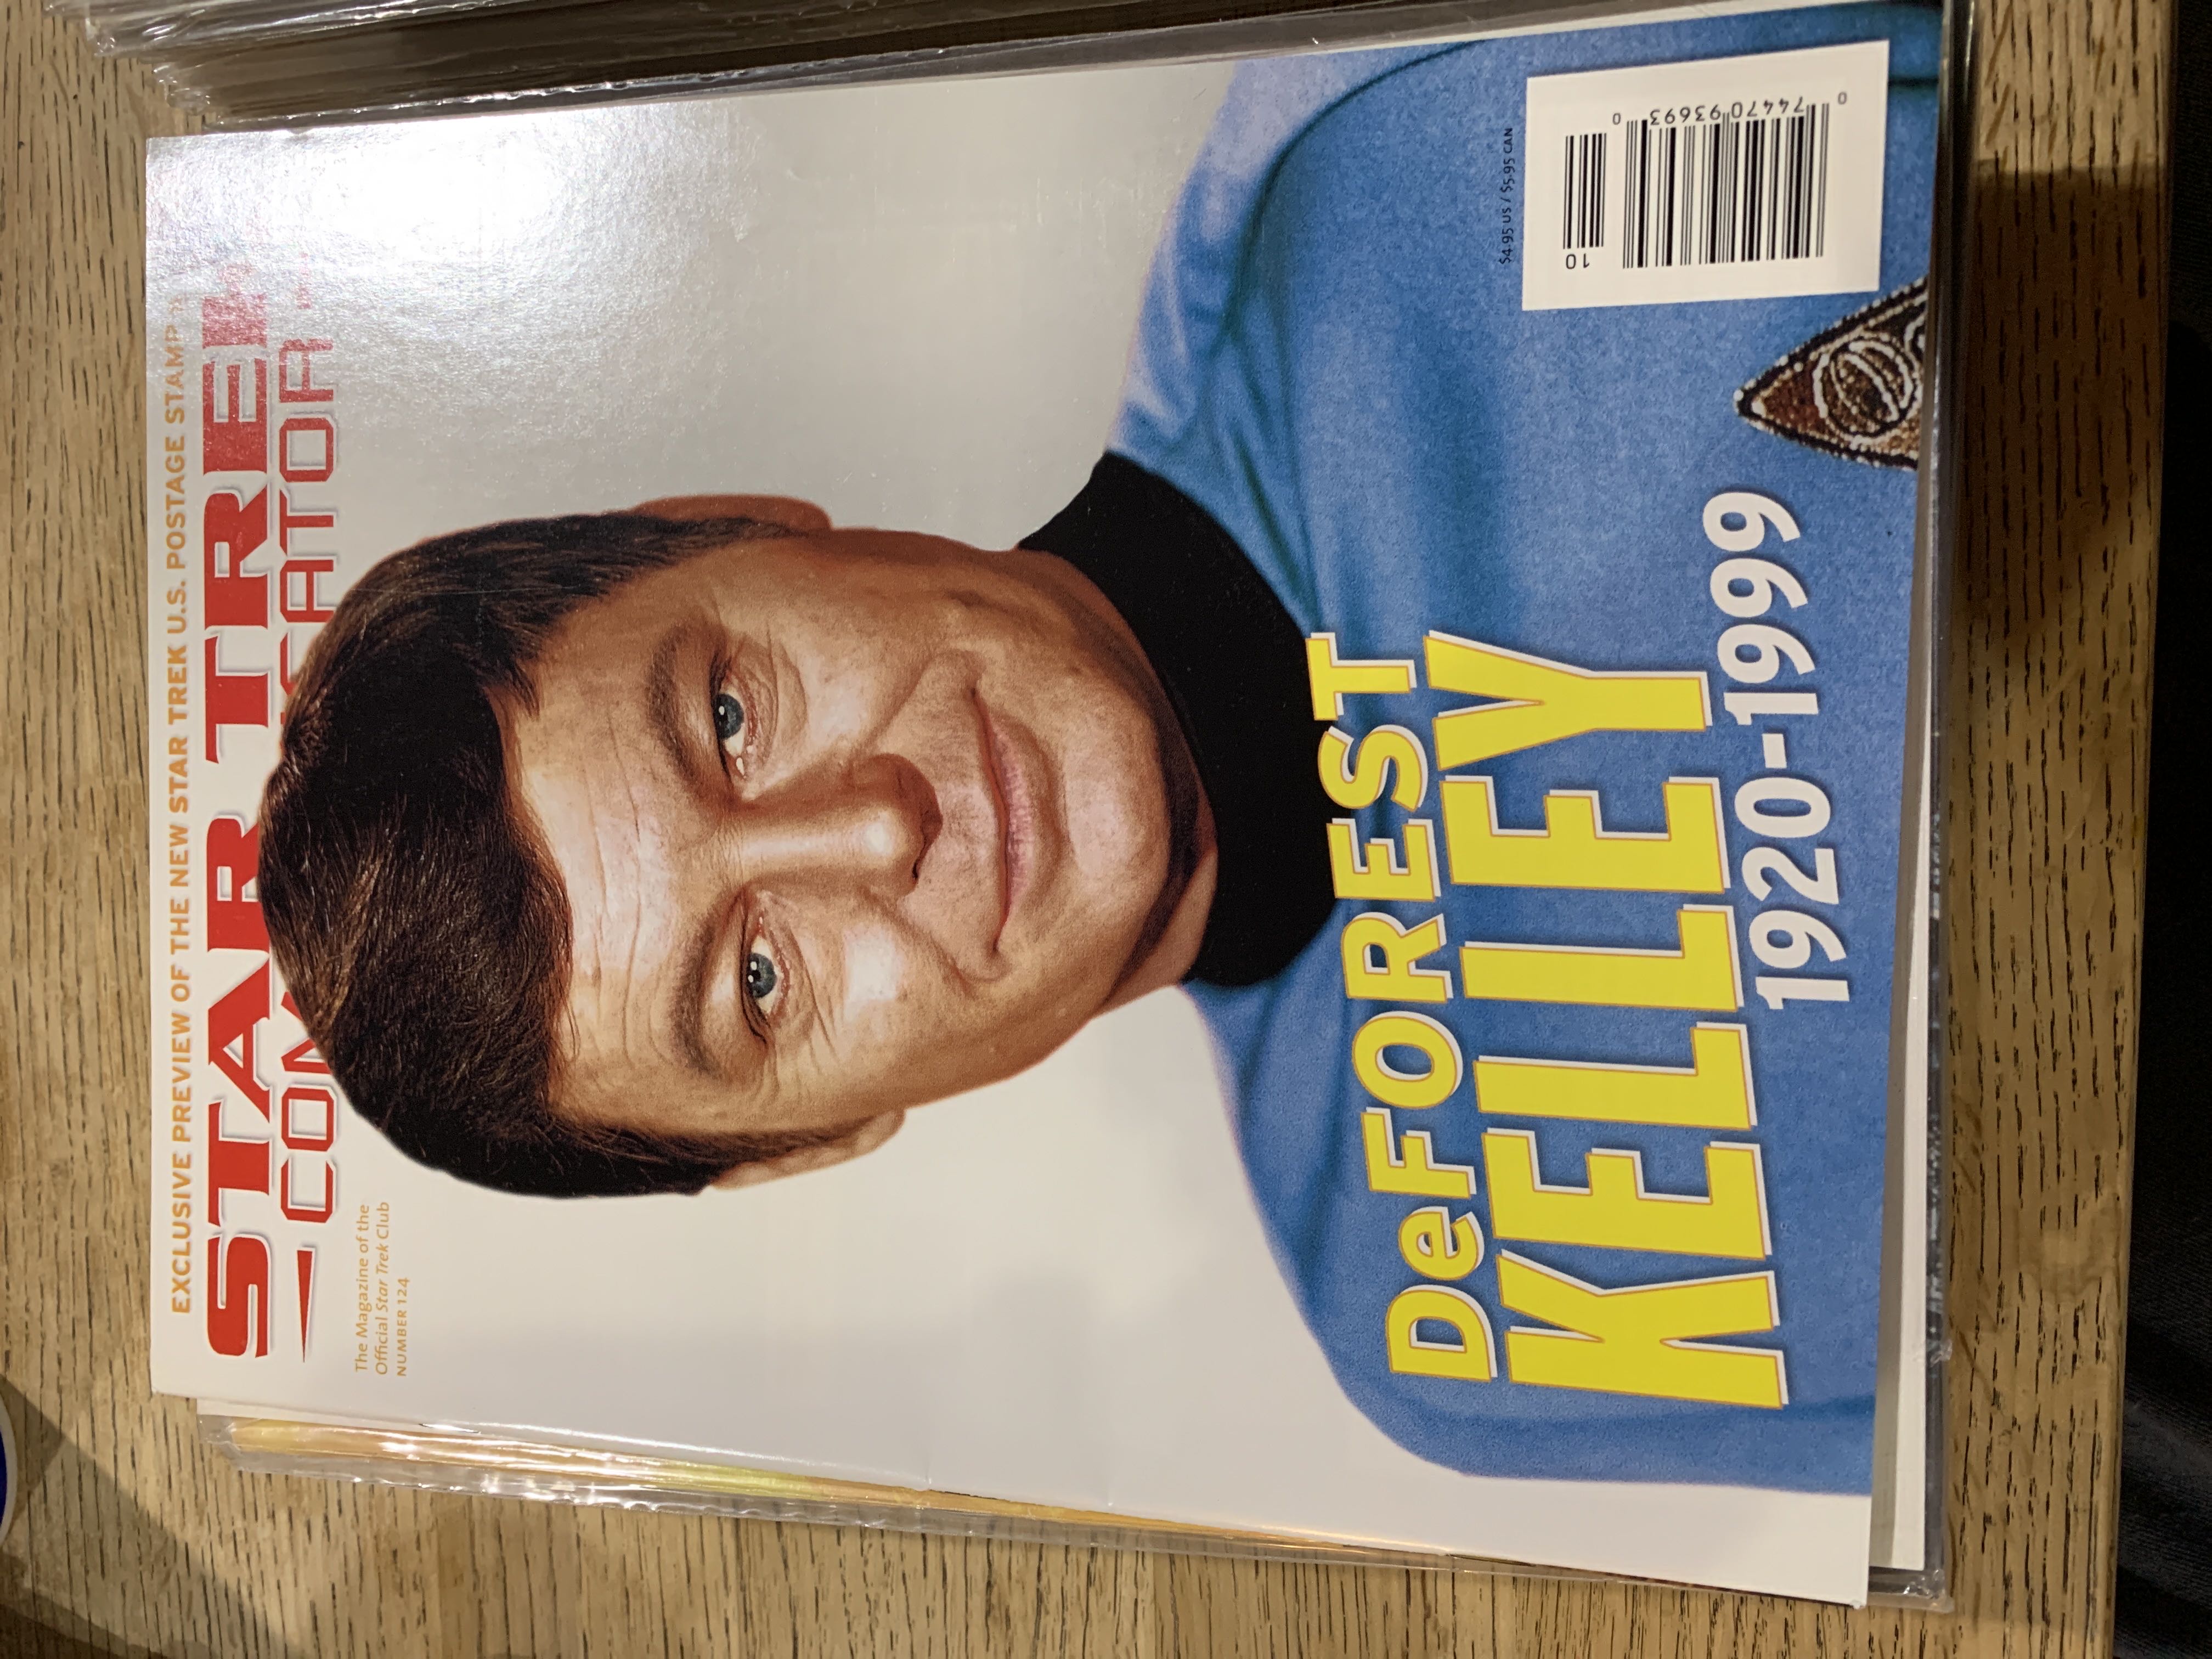 EXCLUSIVE PREVIEW OF THE NEW STAR TREK U.S. POSTAGE STAMP
STAR TREK
The Magazine of the
Official Star Trek Club
NUMBER 124
DeFOREST
KELLEY
1920-1999
$4.95 US / $5.95 CAN
0 74470 93693 0
10